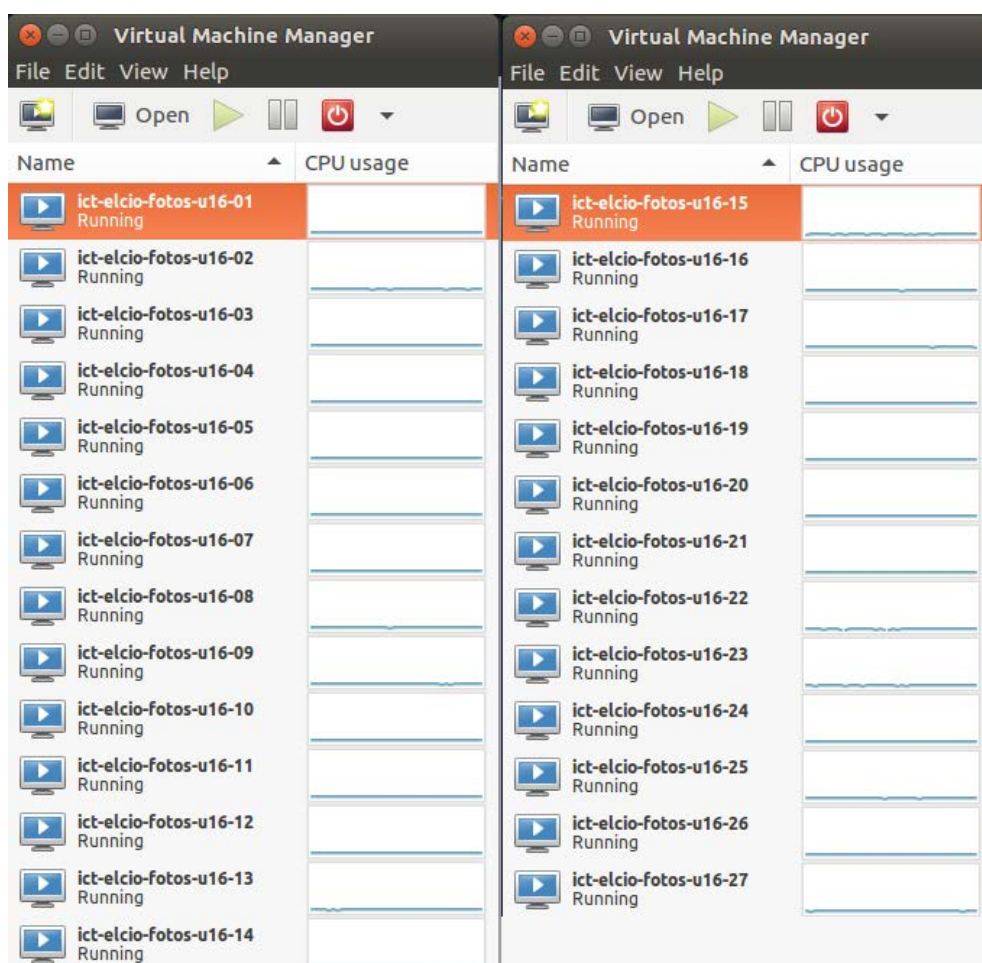 Virtual Machine Manager
File Edit View Help
Open
Name CPU usage
ict-elcio-fotos-u16-01
Running
ict-elcio-fotos-u16-02
Running
ict-elcio-fotos-u16-03
Running
ict-elcio-fotos-u16-04
Running
ict-elcio-fotos-u16-05
Running
ict-elcio-fotos-u16-06
Running
ict-elcio-fotos-u16-07
Running
ict-elcio-fotos-u16-08
Running
ict-elcio-fotos-u16-09
Running
ict-elcio-fotos-u16-10
Running
ict-elcio-fotos-u16-11
Running
ict-elcio-fotos-u16-12
Running
ict-elcio-fotos-u16-13
Running
ict-elcio-fotos-u16-14
Running
Virtual Machine Manager
File Edit View Help
Open
Name CPU usage
ict-elcio-fotos-u16-15
Running
ict-elcio-fotos-u16-16
Running
ict-elcio-fotos-u16-17
Running
ict-elcio-fotos-u16-18
Running
ict-elcio-fotos-u16-19
Running
ict-elcio-fotos-u16-20
Running
ict-elcio-fotos-u16-21
Running
ict-elcio-fotos-u16-22
Running
ict-elcio-fotos-u16-23
Running
ict-elcio-fotos-u16-24
Running
ict-elcio-fotos-u16-25
Running
ict-elcio-fotos-u16-26
Running
ict-elcio-fotos-u16-27
Running